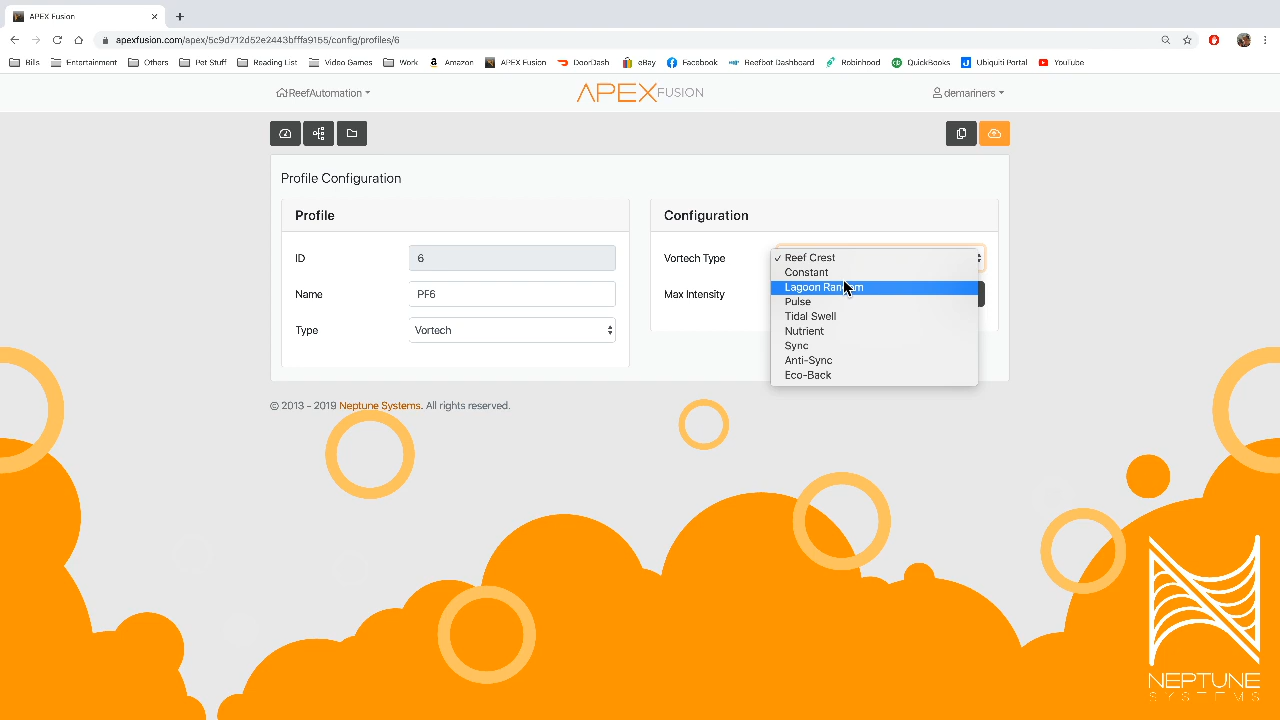 APEX Fusion
apexfusion.com/apex/5c9d712d52e2443bfffa9155/config/profiles/6
Bills Entertainment Others Pet Stuff Reading List Video Games Work Amazon APEX Fusion DoorDash eBay Facebook Reefbot Dashboard Robinhood QuickBooks Ubiquiti Portal YouTube
ReefAutomation APEX FUSION demariners
Profile Configuration
Profile
ID 6
Name PF6
Type Vortech
Configuration
Vortech Type
Reef Crest
Constant
Lagoon Random
Pulse
Tidal Swell
Nutrient
Sync
Anti-Sync
Eco-Back
Max Intensity
© 2013 - 2019 Neptune Systems. All rights reserved.
NEPTUNE
SYSTEMS